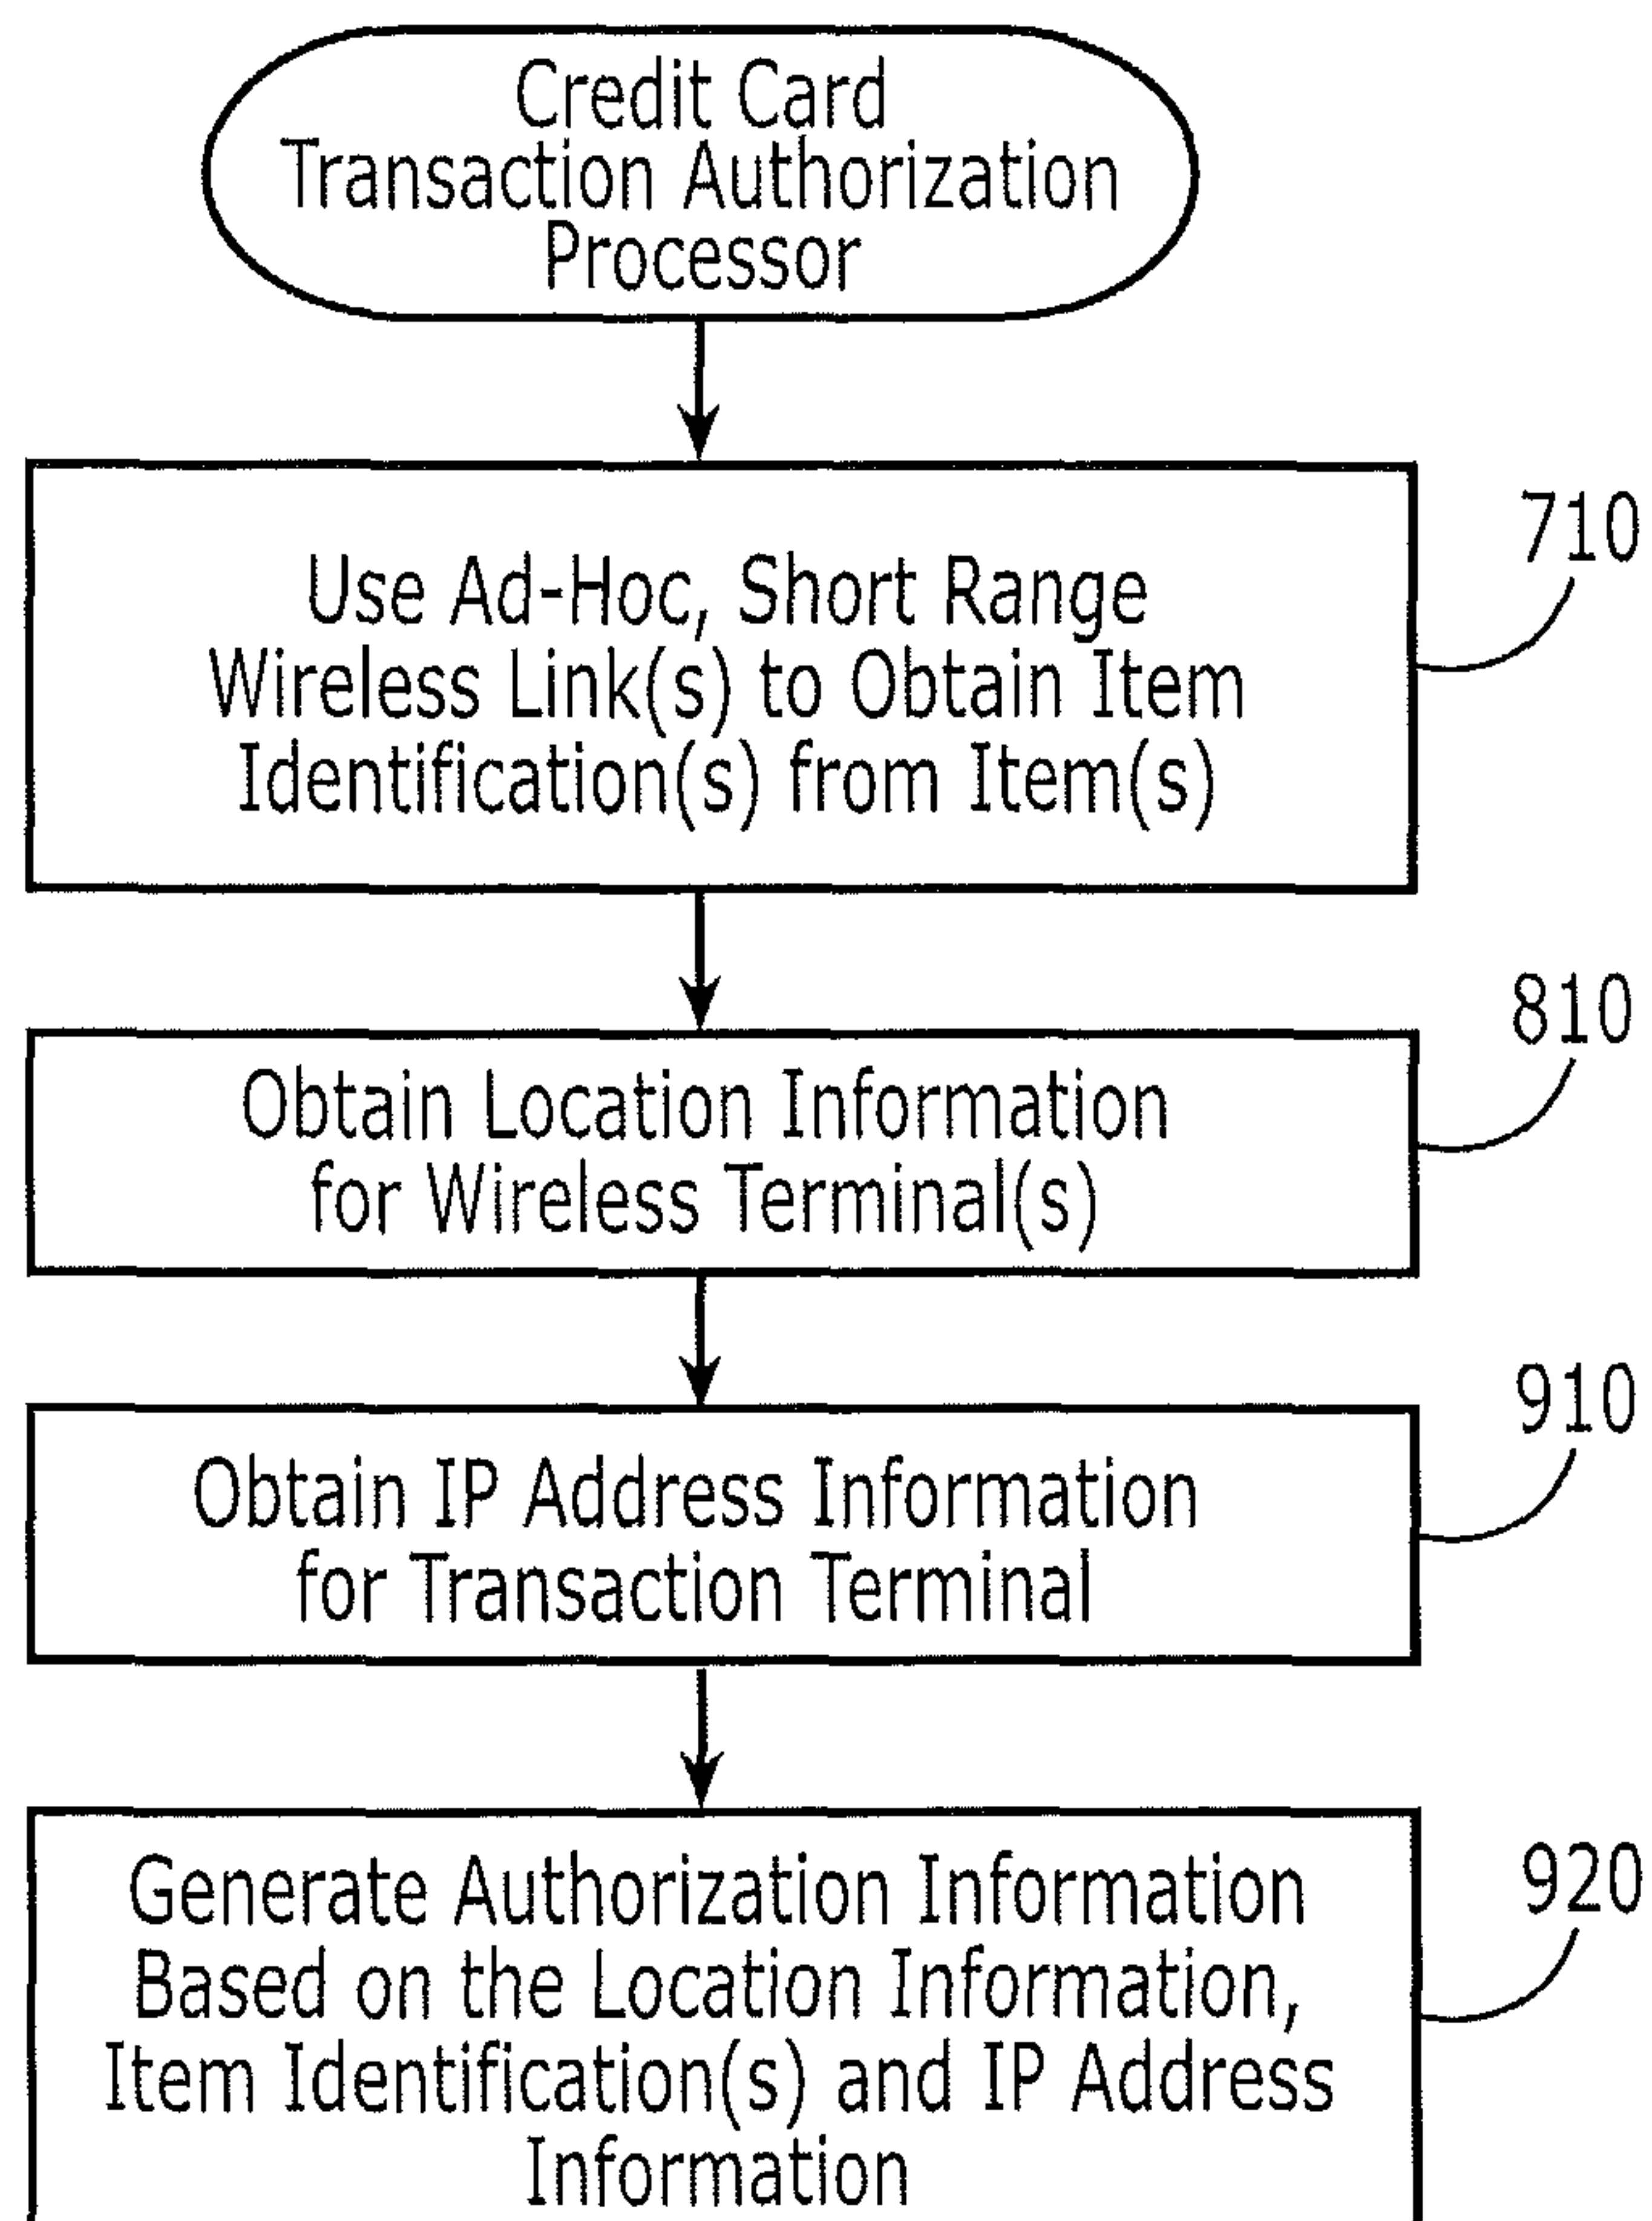 Credit Card
Transaction Authorization
Processor
710
Use Ad-Hoc, Short Range
Wireless Link(s) to Obtain Item
Identification(s) from Item(s)
810
Obtain Location Information
for Wireless Terminal(s)
910
Obtain IP Address Information
for Transaction Terminal
920
Generate Authorization Information
Based on the Location Information,
Item Identification(s) and IP Address
Information